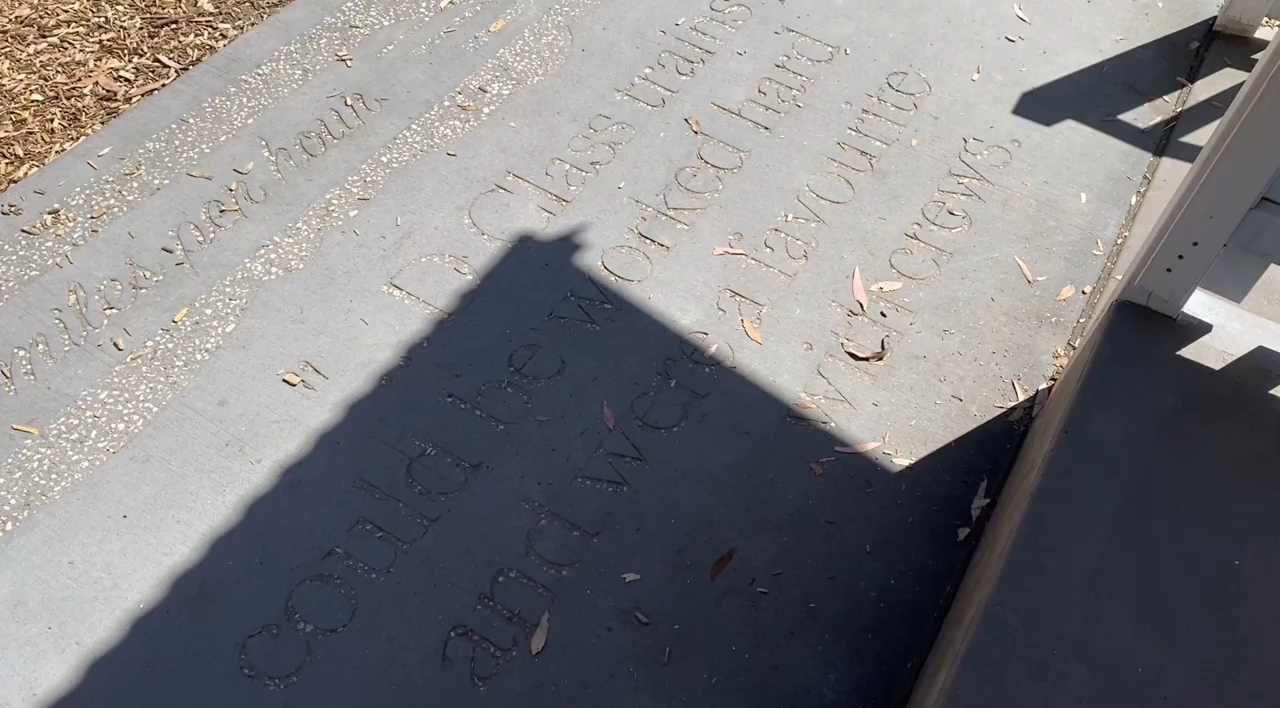 miles per hour
D Class trains
could be worked hard
and were a favourite
with crews.